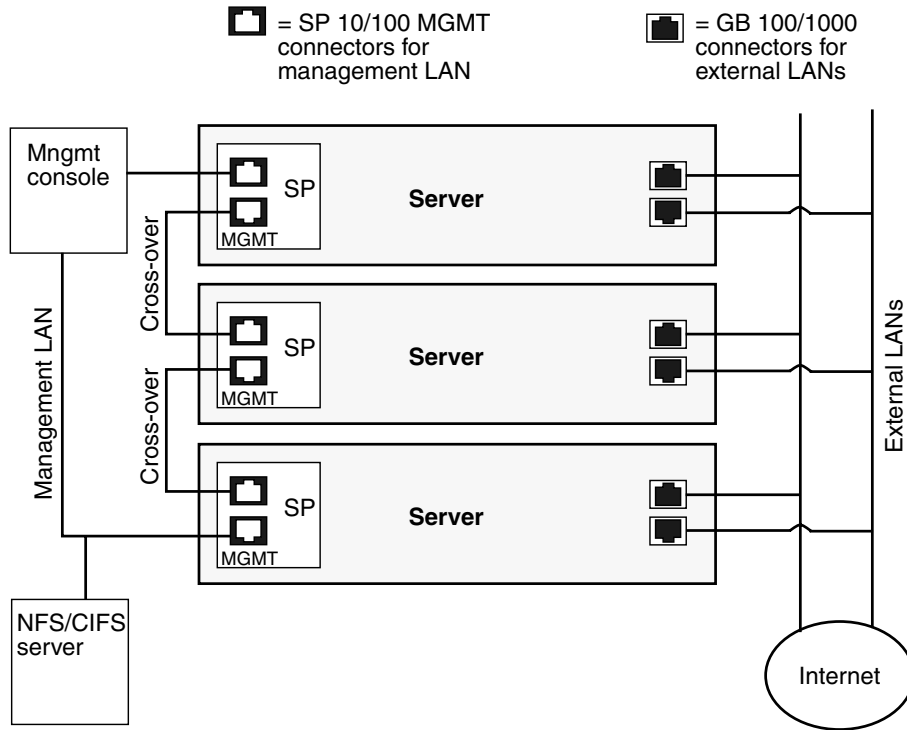 = SP 10/100 MGMT
connectors for
management LAN
= GB 100/1000
connectors for
external LANs
Mngmt
console
SP
MGMT
Server
Cross-over
SP
MGMT
Server
Cross-over
SP
MGMT
Server
Management LAN
External LANs
NFS/CIFS
server
Internet